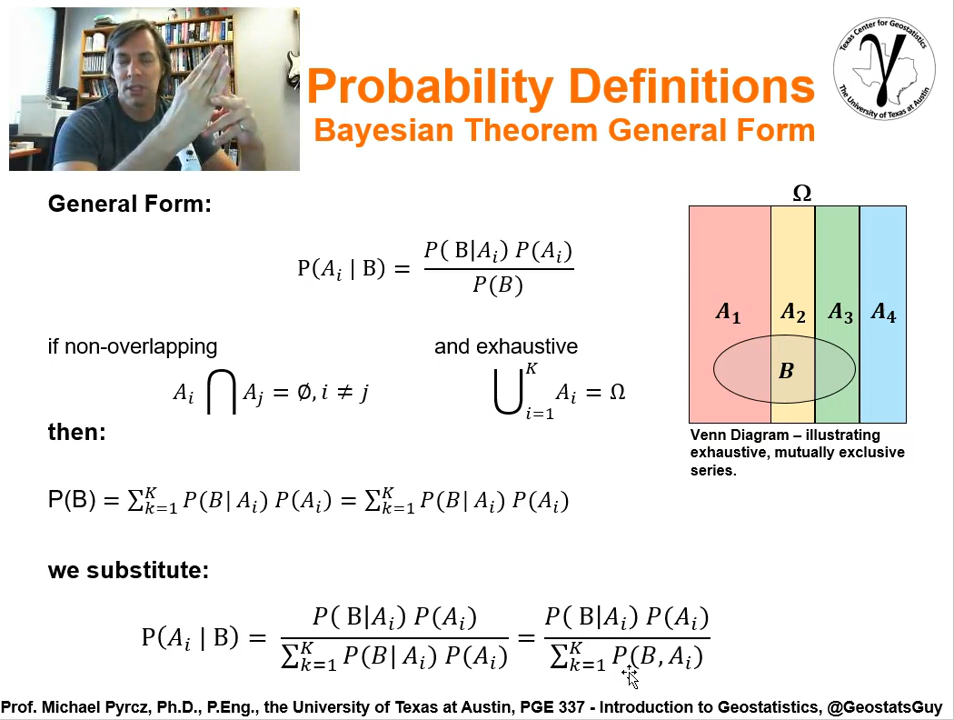 Probability Definitions
Bayesian Theorem General Form
Texas Center for Geostatistics
γ
The University of Texas at Austin
General Form:
P(A_i | B) = P( B|A_i) P(A_i) / P(B)
if non-overlapping
and exhaustive
A_i ⋂ A_j = ∅, i ≠ j
⋃_{i=1}^{K} A_i = Ω
then:
P(B) = ∑_{k=1}^{K} P(B| A_i) P(A_i) = ∑_{k=1}^{K} P(B| A_i) P(A_i)
we substitute:
P(A_i | B) = P( B|A_i) P(A_i) / ∑_{k=1}^{K} P(B| A_i) P(A_i) = P( B|A_i) P(A_i) / ∑_{k=1}^{K} P(B, A_i)
Ω
A_1 A_2 A_3 A_4
B
Venn Diagram – illustrating
exhaustive, mutually exclusive
series.
Prof. Michael Pyrcz, Ph.D., P.Eng., the University of Texas at Austin, PGE 337 - Introduction to Geostatistics, @GeostatsGuy